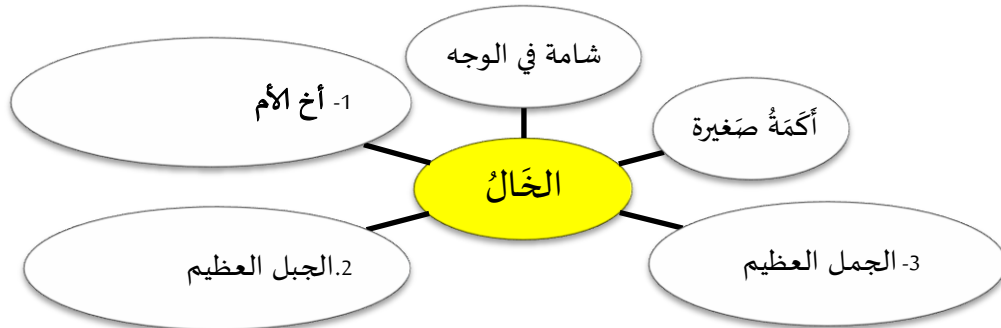 شامة في الوجه
أَكَمَةُ صَغيرة
1- أخ الأم
الخَالُ
2.الجبل العظيم
3- الجمل العظيم